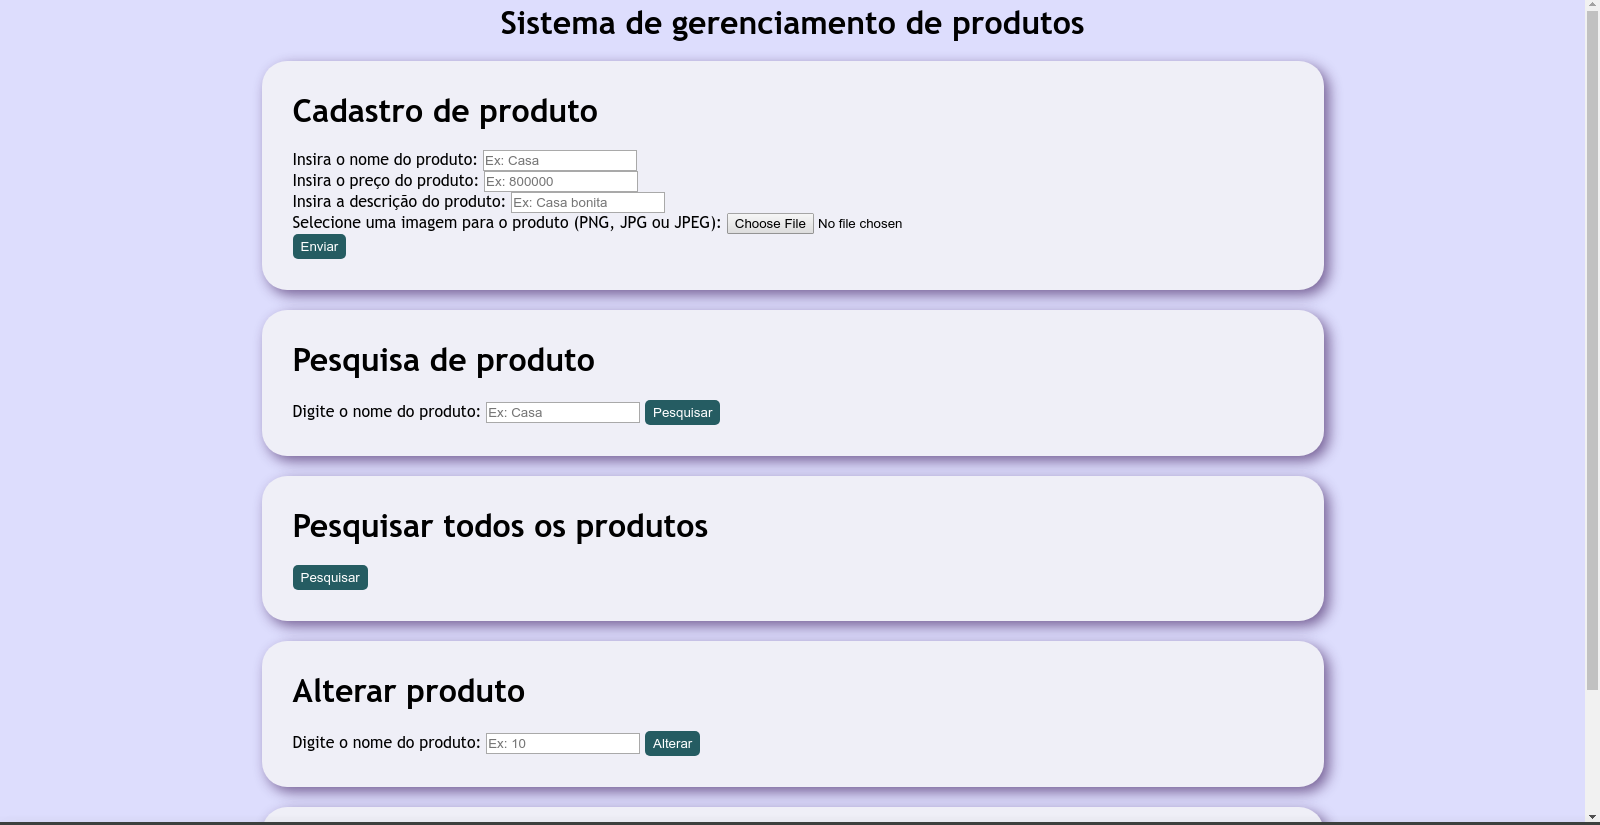 Sistema de gerenciamento de produtos
Cadastro de produto
Insira o nome do produto: Ex: Casa
Insira o preço do produto: Ex: 800000
Insira a descrição do produto: Ex: Casa bonita
Selecione uma imagem para o produto (PNG, JPG ou JPEG): Choose File No file chosen
Enviar
Pesquisa de produto
Digite o nome do produto: Ex: Casa Pesquisar
Pesquisar todos os produtos
Pesquisar
Alterar produto
Digite o nome do produto: Ex: 10 Alterar